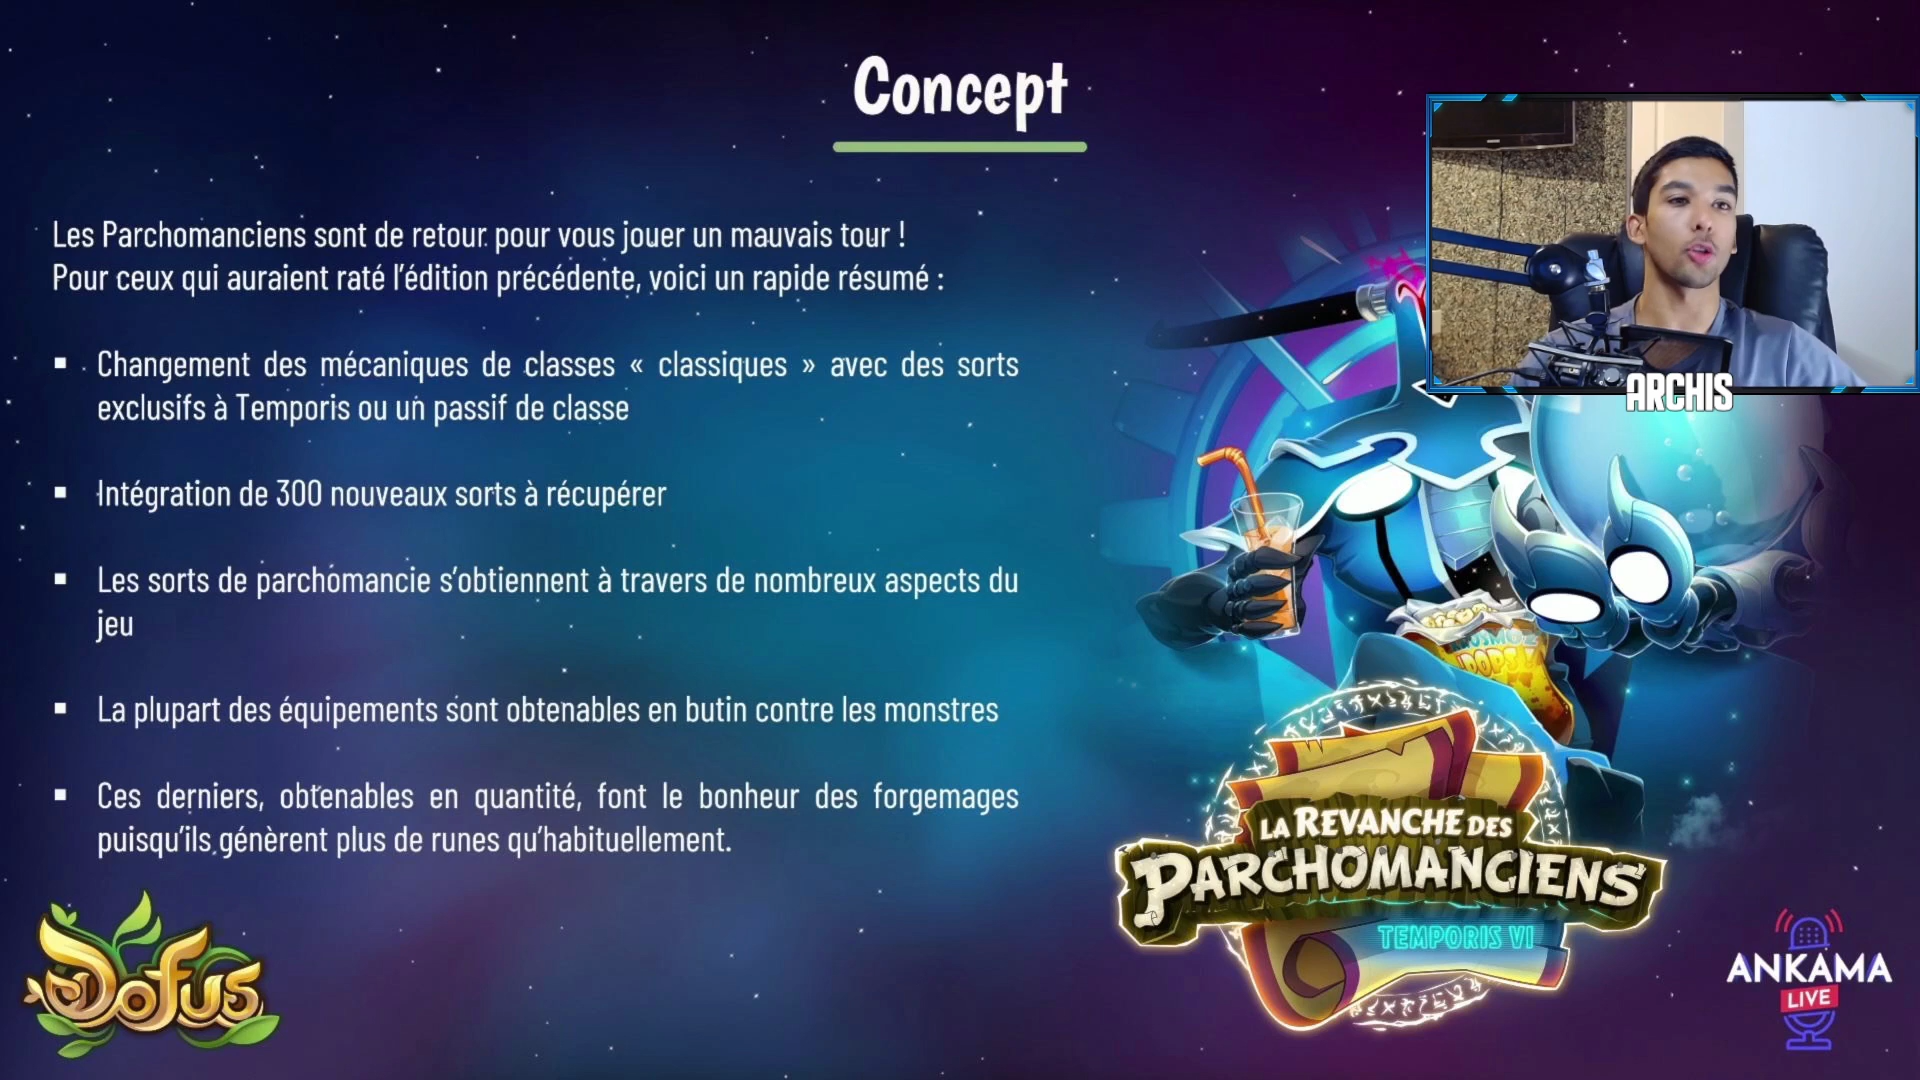 Concept
Les Parchomanciens sont de retour pour vous jouer un mauvais tour !
Pour ceux qui auraient raté l'édition précédente, voici un rapide résumé :
▪ Changement des mécaniques de classes « classiques » avec des sorts
exclusifs à Temporis ou un passif de classe
▪ Intégration de 300 nouveaux sorts à récupérer
▪ Les sorts de parchomancie s'obtiennent à travers de nombreux aspects du
jeu
▪ La plupart des équipements sont obtenables en butin contre les monstres
▪ Ces derniers, obtenables en quantité, font le bonheur des forgemages
puisqu'ils génèrent plus de runes qu'habituellement.
ARCHIS
POPS
LA REVANCHE DES
PARCHOMANCIENS
TEMPORIS VI
DOFUS
ANKAMA
LIVE